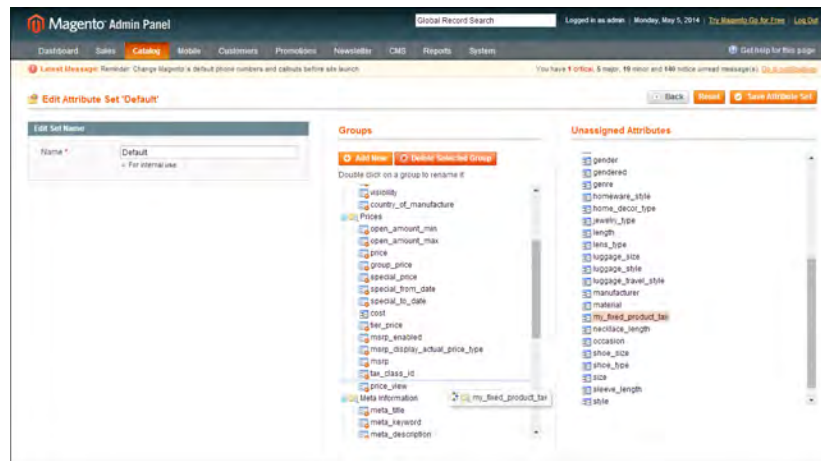 Magento Admin Panel
Global Record Search
Logged in as admin | Monday, May 5, 2014 | Try Magento Go for Free | Log Out
Dashboard Sales Catalog Mobile Customers Promotions Newsletter CMS Reports System
Get help for this page
Latest Message: Reminder: Change Magento's default phone numbers and callouts before site launch
You have 1 critical, 5 major, 19 minor and 140 notice unread message(s).
Edit Attribute Set 'Default'
Back Reset Save Attribute Set
Edit Set Name
Name *
Default
For internal use
Groups
Add New Delete Selected Group
Double click on a group to rename it
visibility
country_of_manufacture
Prices
open_amount_min
open_amount_max
price
group_price
special_price
special_from_date
special_to_date
cost
tier_price
msrp_enabled
msrp_display_actual_price_type
msrp
tax_class_id
price_view
Meta Information
my_fixed_product_tax
meta_title
meta_keyword
meta_description
Unassigned Attributes
gender
gendered
genre
homeware_style
home_decor_type
jewelry_type
length
lens_type
luggage_size
luggage_style
luggage_travel_style
manufacturer
material
my_fixed_product_tax
necklace_length
occasion
shoe_size
shoe_type
size
sleeve_length
style